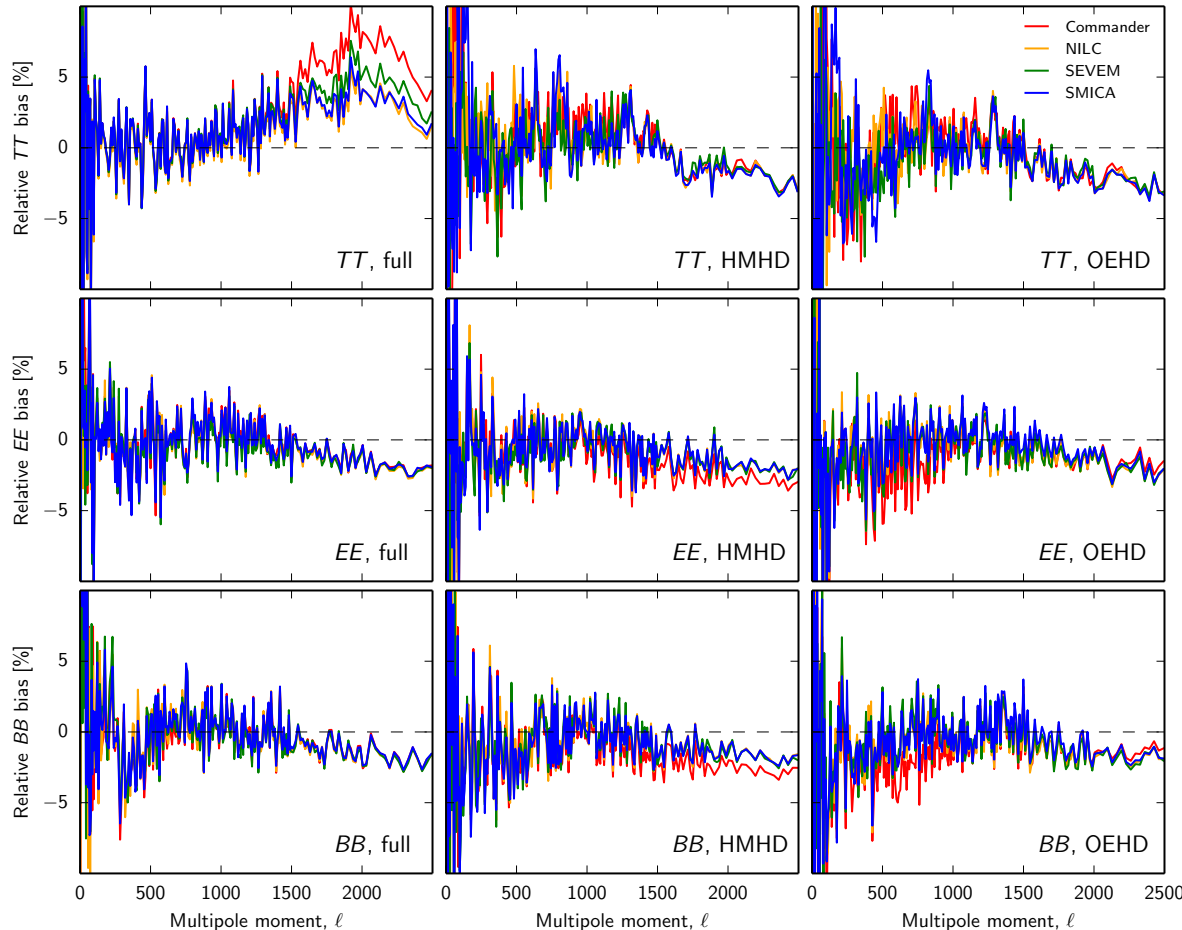 Commander
NILC
SEVEM
SMICA
Relative TT bias [%]
5
0
−5
TT, full
TT, HMHD
TT, OEHD
Relative EE bias [%]
5
0
−5
EE, full
EE, HMHD
EE, OEHD
Relative BB bias [%]
5
0
−5
BB, full
BB, HMHD
BB, OEHD
0 500 1000 1500 2000 0 500 1000 1500 2000 0 500 1000 1500 2000 2500
Multipole moment, ℓ Multipole moment, ℓ Multipole moment, ℓ